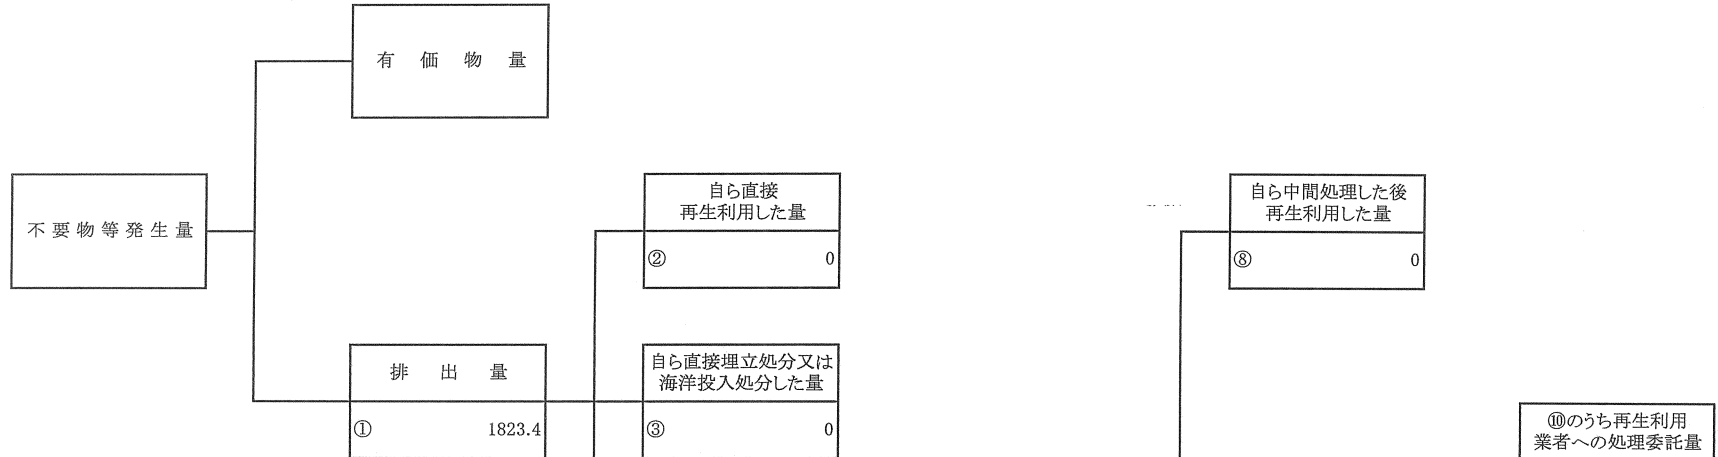 有価物量
不要物等発生量
自ら直接
再生利用した量
② 0
自ら中間処理した後
再生利用した量
⑧ 0
排出量
① 1823.4
自ら直接埋立処分又は
海洋投入処分した量
③ 0
⑩のうち再生利用
業者への処理委託量